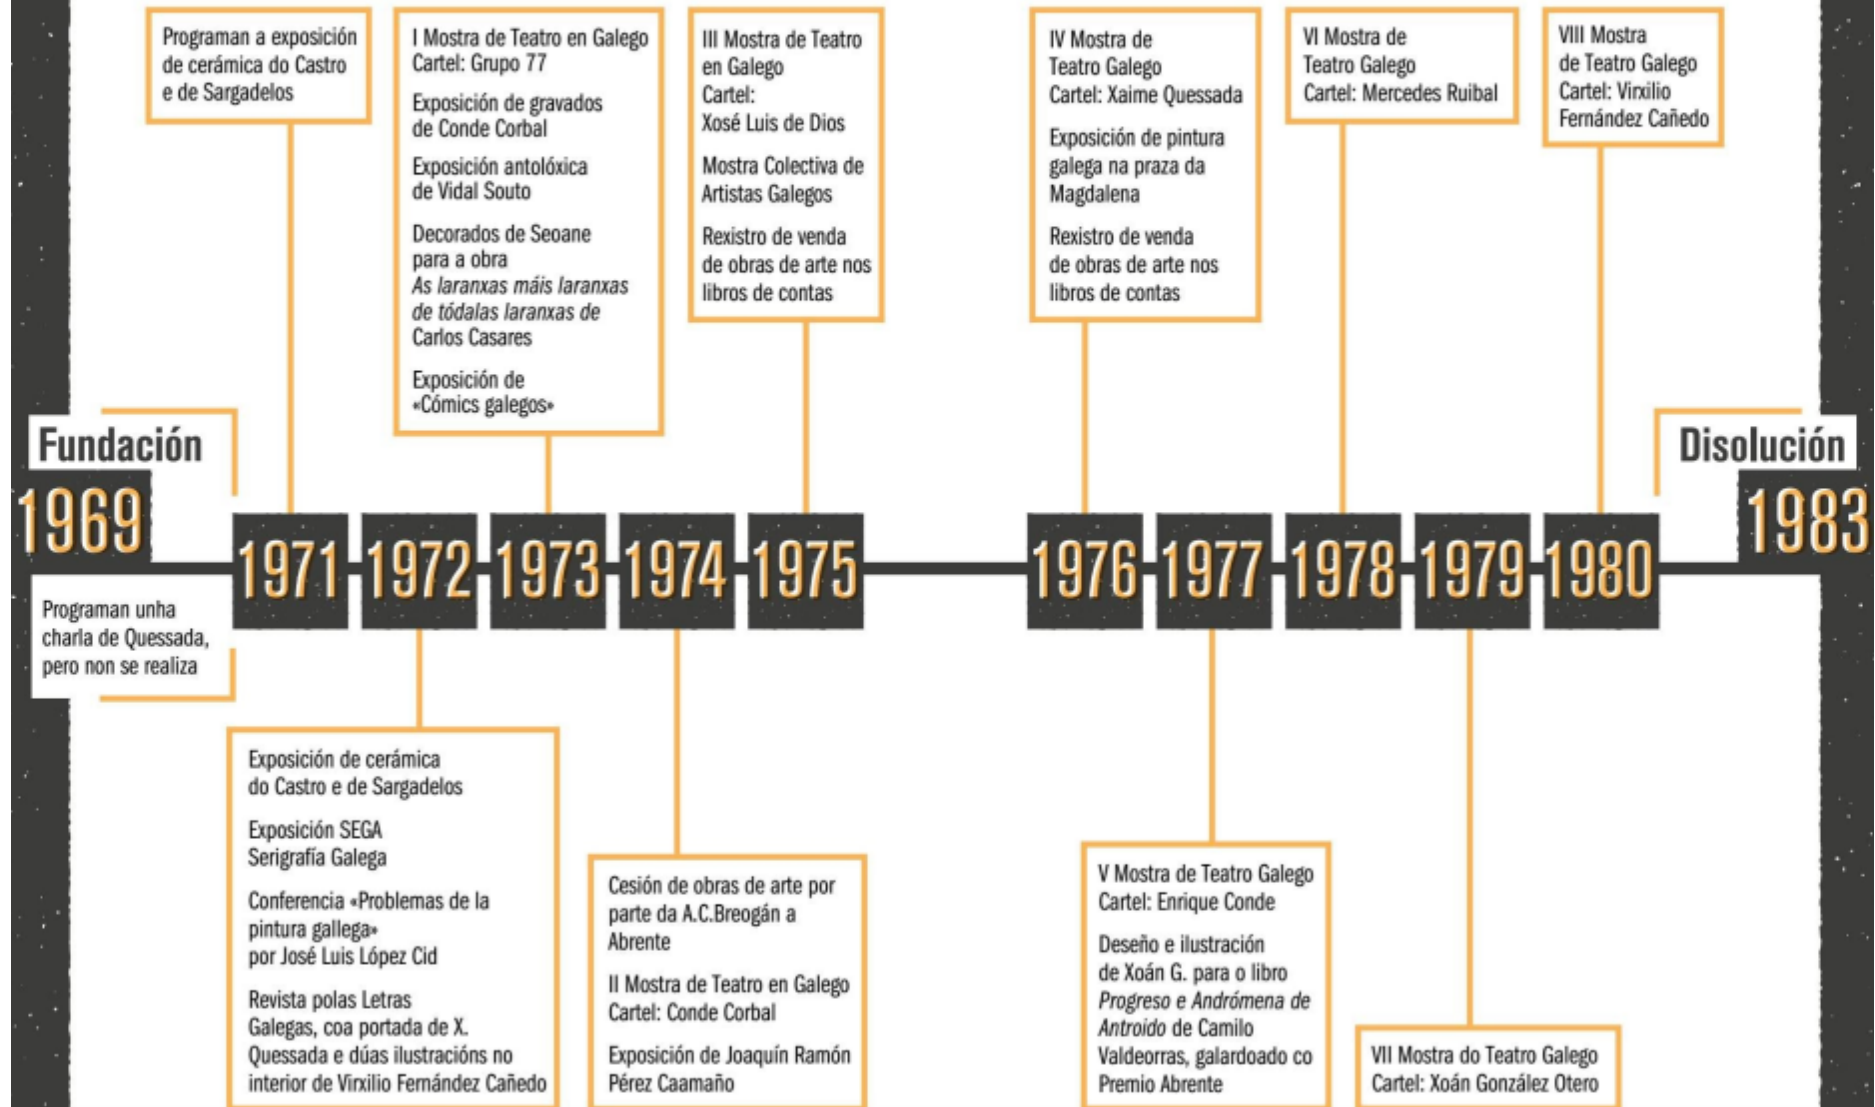 Programan a exposición
de cerámica do Castro
e de Sargadelos
I Mostra de Teatro en Galego
Cartel: Grupo 77
Exposición de gravados
de Conde Corbal
Exposición antolóxica
de Vidal Souto
Decorados de Seoane
para a obra
As laranxas máis laranxas
de tódalas laranxas de
Carlos Casares
Exposición de
«Cómics galegos»
III Mostra de Teatro
en Galego
Cartel:
Xosé Luis de Dios
Mostra Colectiva de
Artistas Galegos
Rexistro de venda
de obras de arte nos
libros de contas
IV Mostra de
Teatro Galego
Cartel: Xaime Quessada
Exposición de pintura
galega na praza da
Magdalena
Rexistro de venda
de obras de arte nos
libros de contas
VI Mostra de
Teatro Galego
Cartel: Mercedes Ruibal
VIII Mostra
de Teatro Galego
Cartel: Virxilio
Fernández Cañedo
Fundación
1969
Disolución
1983
1971
1972
1973
1974
1975
1976
1977
1978
1979
1980
Programan unha
charla de Quessada,
pero non se realiza
Exposición de cerámica
do Castro e de Sargadelos
Exposición SEGA
Serigrafía Galega
Conferencia «Problemas de la
pintura gallega»
por José Luis López Cid
Revista polas Letras
Galegas, coa portada de X.
Quessada e dúas ilustracións no
interior de Virxilio Fernández Cañedo
Cesión de obras de arte por
parte da A.C.Breogán a
Abrente
II Mostra de Teatro en Galego
Cartel: Conde Corbal
Exposición de Joaquín Ramón
Pérez Caamaño
V Mostra de Teatro Galego
Cartel: Enrique Conde
Deseño e ilustración
de Xoán G. para o libro
Progreso e Andrómena de
Antroido de Camilo
Valdeorras, galardoado co
Premio Abrente
VII Mostra do Teatro Galego
Cartel: Xoán González Otero